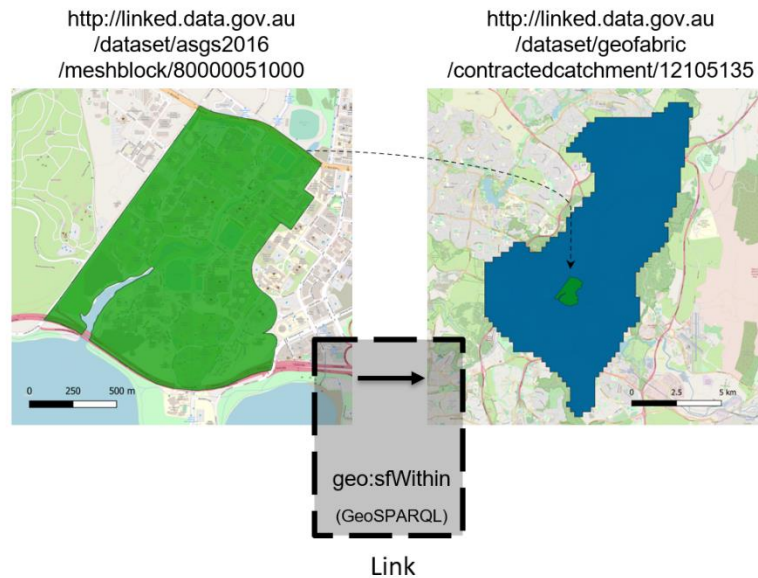 http://linked.data.gov.au
/dataset/asgs2016
/meshblock/80000051000
http://linked.data.gov.au
/dataset/geofabric
/contractedcatchment/12105135
0 250 500 m
0 2.5 5 km
geo:sfWithin
(GeoSPARQL)
Link